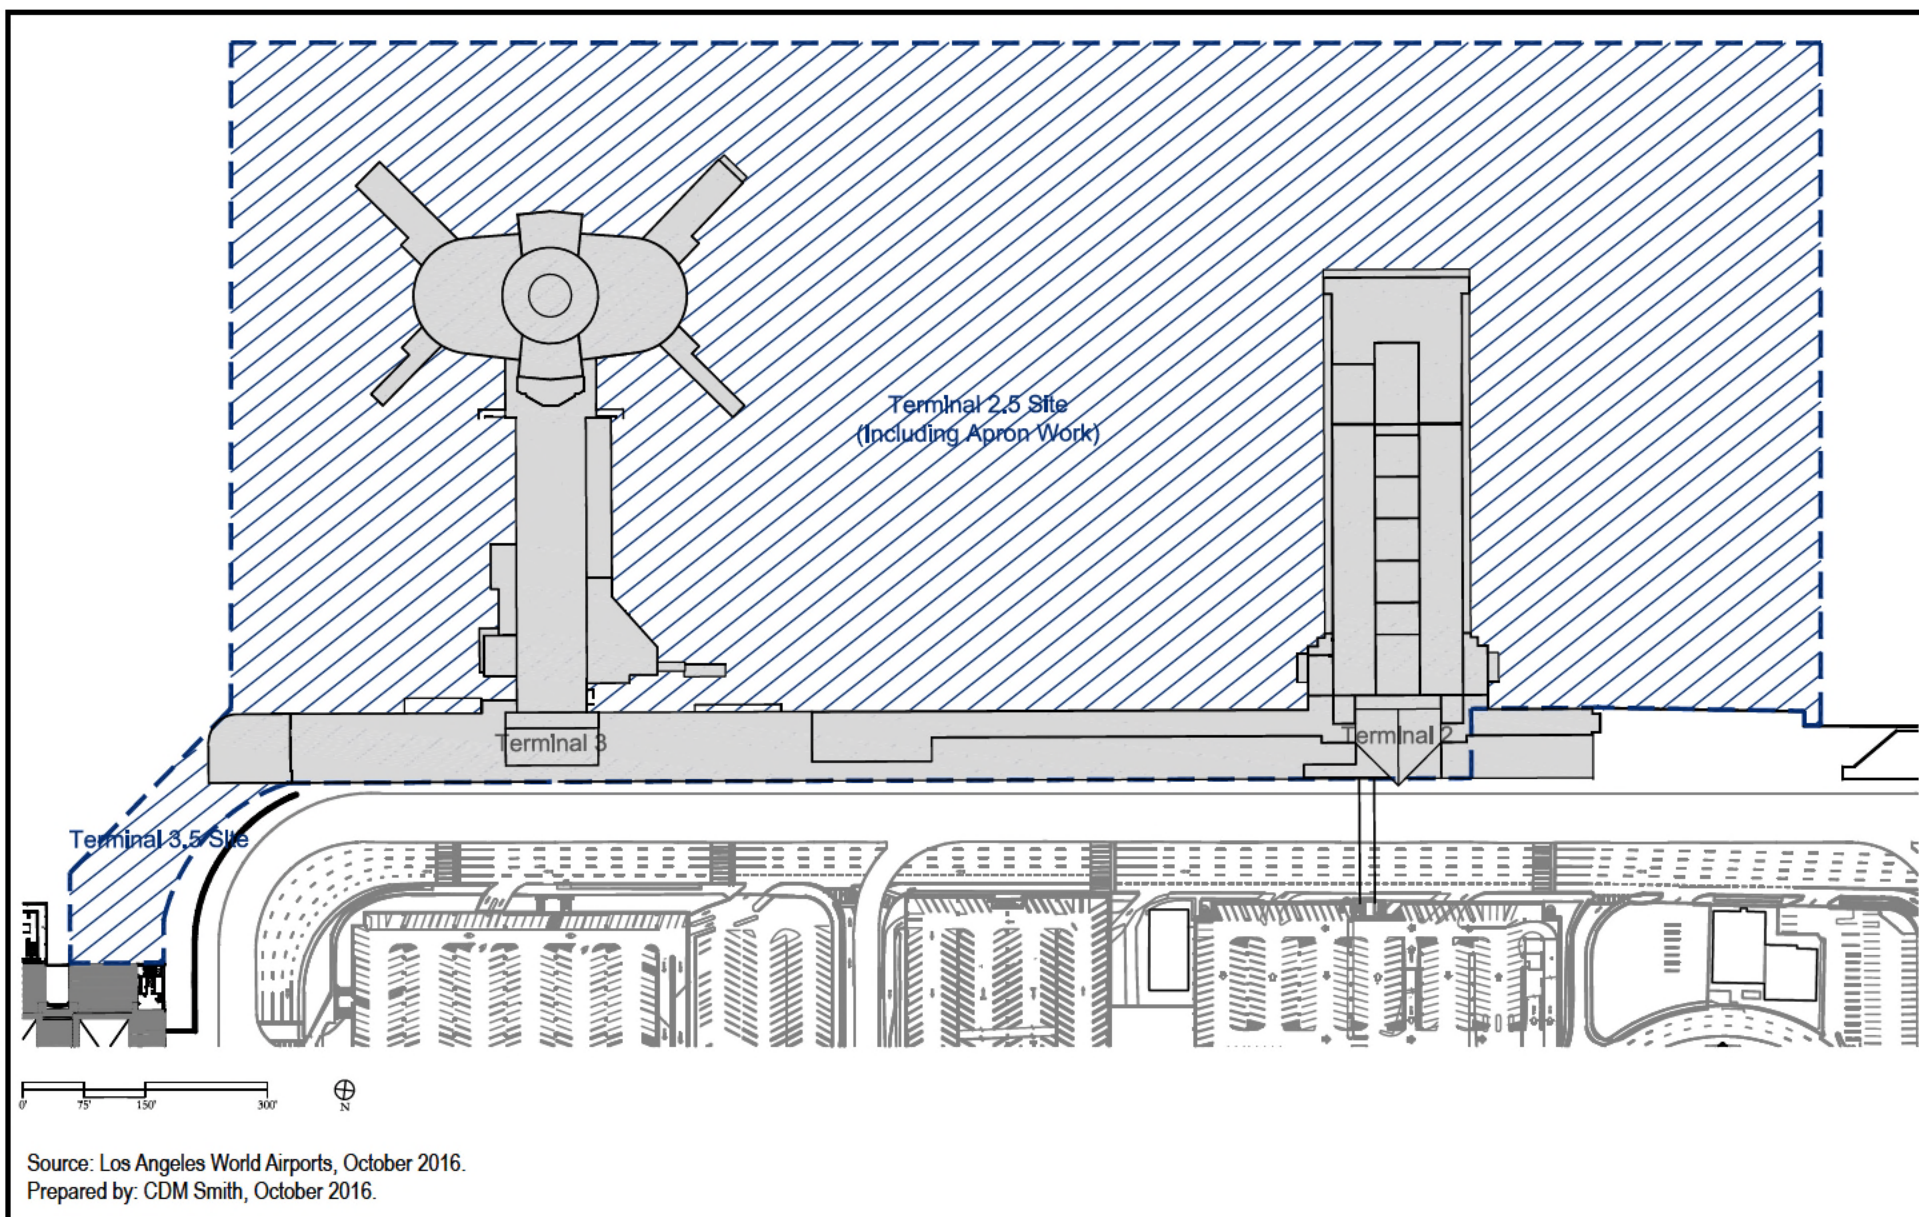 Terminal 2.5 Site
(Including Apron Work)
Terminal 3
Terminal 2
Terminal 3.5 Site
0' 75' 150' 300'
N
Source: Los Angeles World Airports, October 2016.
Prepared by: CDM Smith, October 2016.